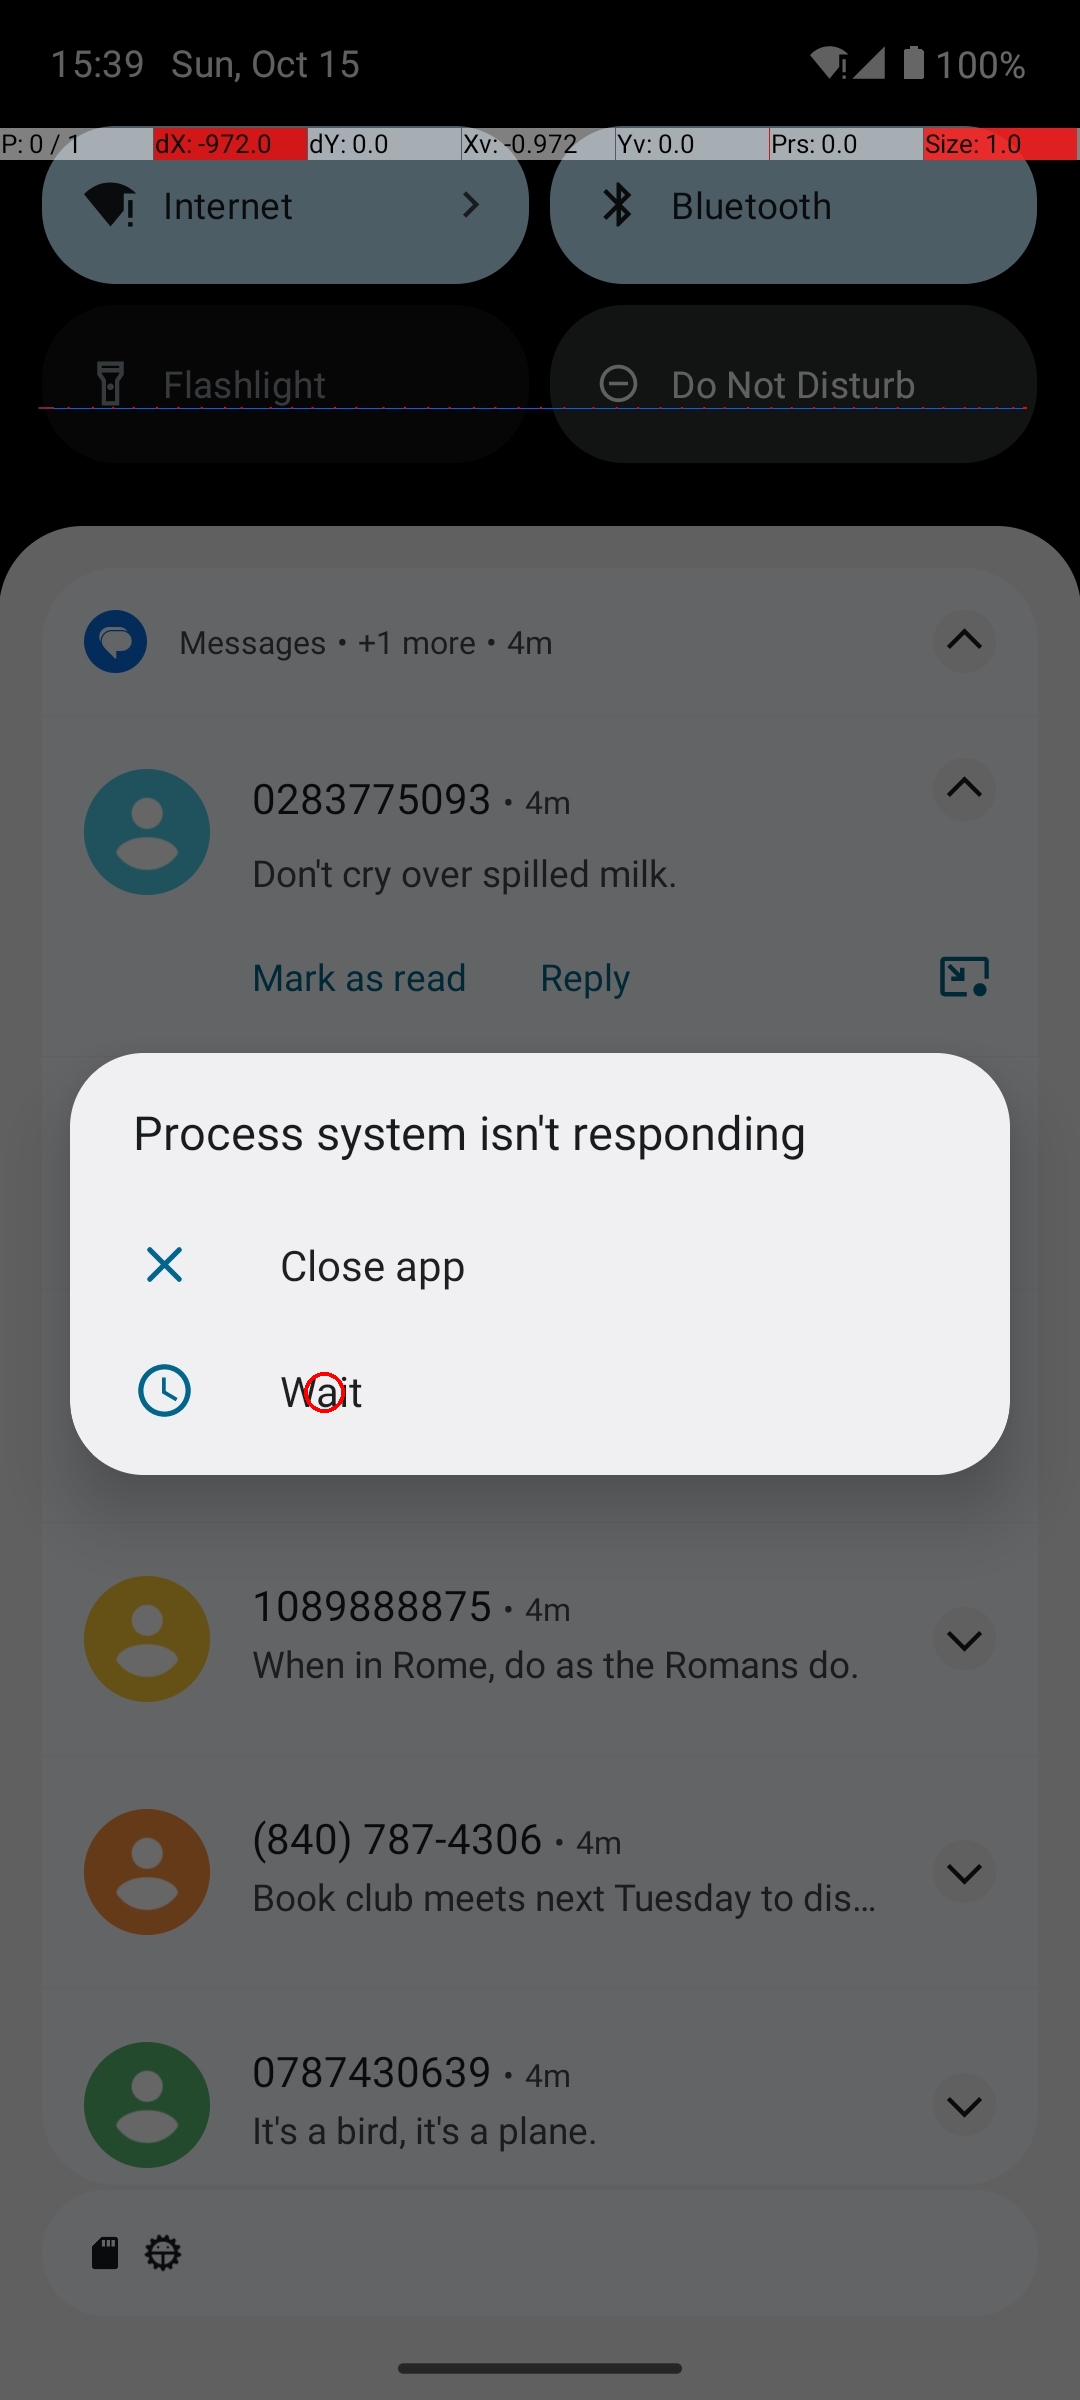 15:39 Sun, Oct 15 100%
P: 0 / 1 dX: -972.0 dY: 0.0 Xv: -0.972 Yv: 0.0 Prs: 0.0 Size: 1.0
Internet Bluetooth
Flashlight Do Not Disturb
Messages • +1 more • 4m
0283775093 • 4m
Don't cry over spilled milk.
Mark as read Reply
Process system isn't responding
Close app
Wait
1089888875 • 4m
When in Rome, do as the Romans do.
(840) 787-4306 • 4m
Book club meets next Tuesday to dis...
0787430639 • 4m
It's a bird, it's a plane.